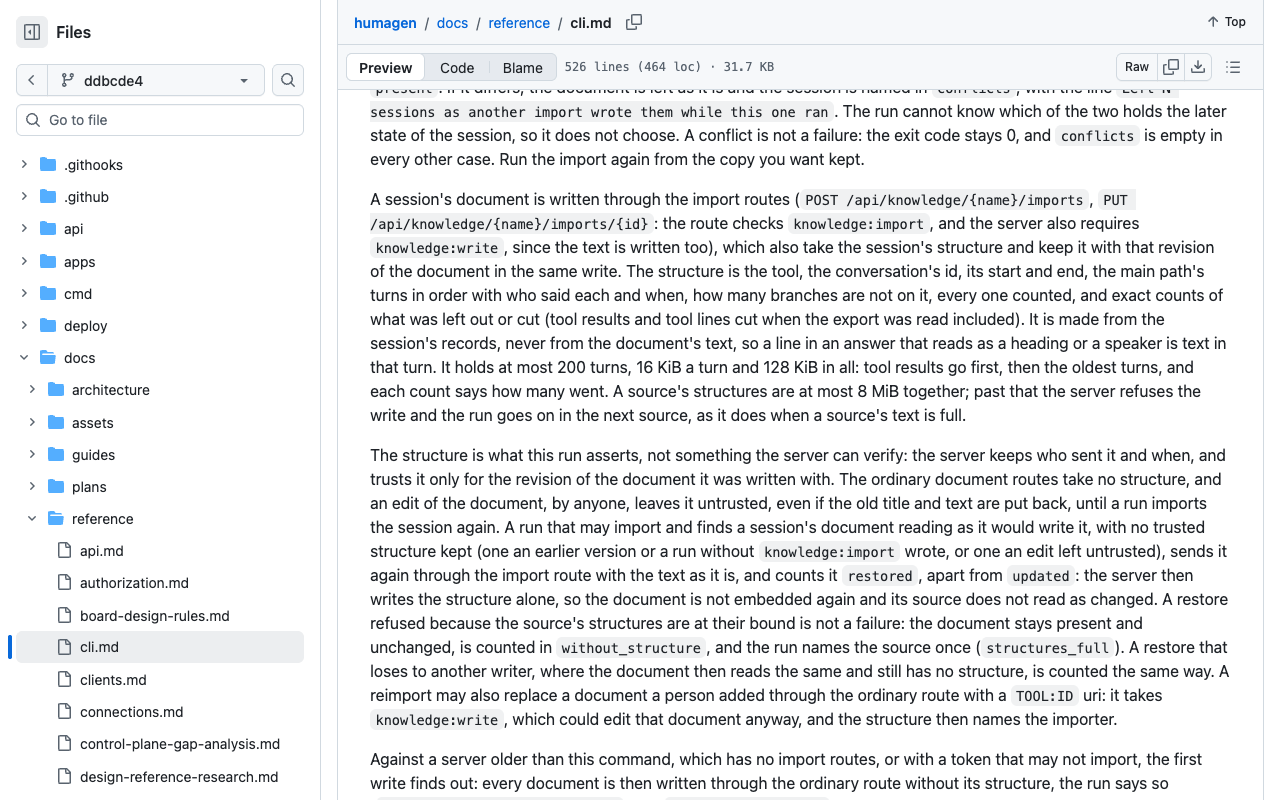 Files
humagen / docs / reference / cli.md
Top
ddbcde4
Preview Code Blame 526 lines (464 loc) · 31.7 KB
Raw
Go to file
.githooks
.github
api
apps
cmd
deploy
docs
architecture
assets
guides
plans
reference
api.md
authorization.md
board-design-rules.md
cli.md
clients.md
connections.md
control-plane-gap-analysis.md
design-reference-research.md
present . If it differs, the document is left as it is and the session is named in conflicts , with the line Left N
sessions as another import wrote them while this one ran . The run cannot know which of the two holds the later
state of the session, so it does not choose. A conflict is not a failure: the exit code stays 0, and conflicts is empty in
every other case. Run the import again from the copy you want kept.
A session's document is written through the import routes ( POST /api/knowledge/{name}/imports , PUT
/api/knowledge/{name}/imports/{id} : the route checks knowledge:import , and the server also requires
knowledge:write , since the text is written too), which also take the session's structure and keep it with that revision
of the document in the same write. The structure is the tool, the conversation's id, its start and end, the main path's
turns in order with who said each and when, how many branches are not on it, every one counted, and exact counts of
what was left out or cut (tool results and tool lines cut when the export was read included). It is made from the
session's records, never from the document's text, so a line in an answer that reads as a heading or a speaker is text in
that turn. It holds at most 200 turns, 16 KiB a turn and 128 KiB in all: tool results go first, then the oldest turns, and
each count says how many went. A source's structures are at most 8 MiB together; past that the server refuses the
write and the run goes on in the next source, as it does when a source's text is full.
The structure is what this run asserts, not something the server can verify: the server keeps who sent it and when, and
trusts it only for the revision of the document it was written with. The ordinary document routes take no structure, and
an edit of the document, by anyone, leaves it untrusted, even if the old title and text are put back, until a run imports
the session again. A run that may import and finds a session's document reading as it would write it, with no trusted
structure kept (one an earlier version or a run without knowledge:import wrote, or one an edit left untrusted), sends it
again through the import route with the text as it is, and counts it restored , apart from updated : the server then
writes the structure alone, so the document is not embedded again and its source does not read as changed. A restore
refused because the source's structures are at their bound is not a failure: the document stays present and
unchanged, is counted in without_structure , and the run names the source once ( structures_full ). A restore that
loses to another writer, where the document then reads the same and still has no structure, is counted the same way. A
reimport may also replace a document a person added through the ordinary route with a TOOL:ID uri: it takes
knowledge:write , which could edit that document anyway, and the structure then names the importer.
Against a server older than this command, which has no import routes, or with a token that may not import, the first
write finds out: every document is then written through the ordinary route without its structure, the run says so